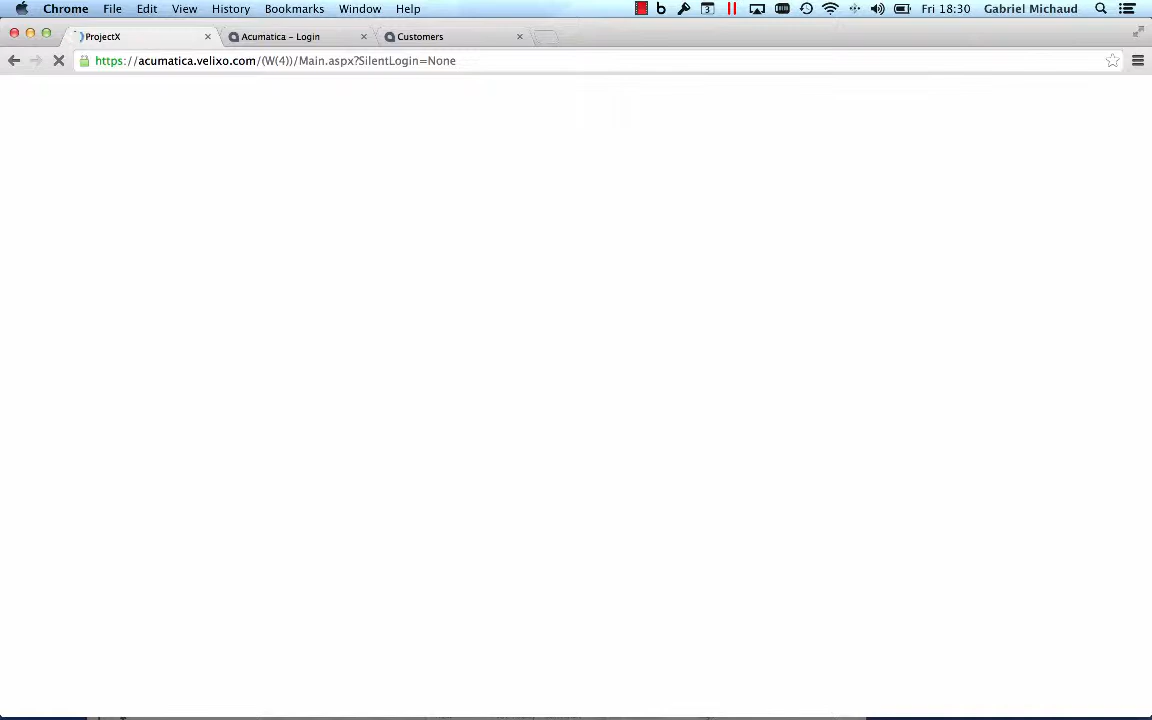 Chrome File Edit View History Bookmarks Window Help 3 Fri 18:30 Gabriel Michaud
ProjectX Acumatica – Login Customers
https://acumatica.velixo.com/(W(4))/Main.aspx?SilentLogin=None